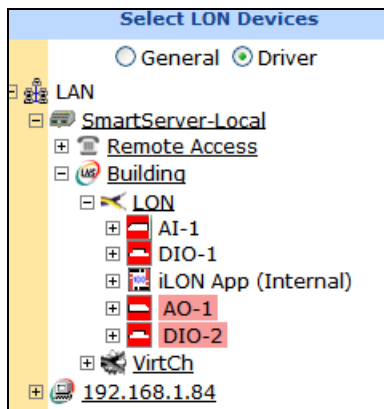 Select LON Devices
General Driver
LAN
SmartServer-Local
Remote Access
Building
LON
AI-1
DIO-1
iLON App (Internal)
AO-1
DIO-2
VirtCh
192.168.1.84